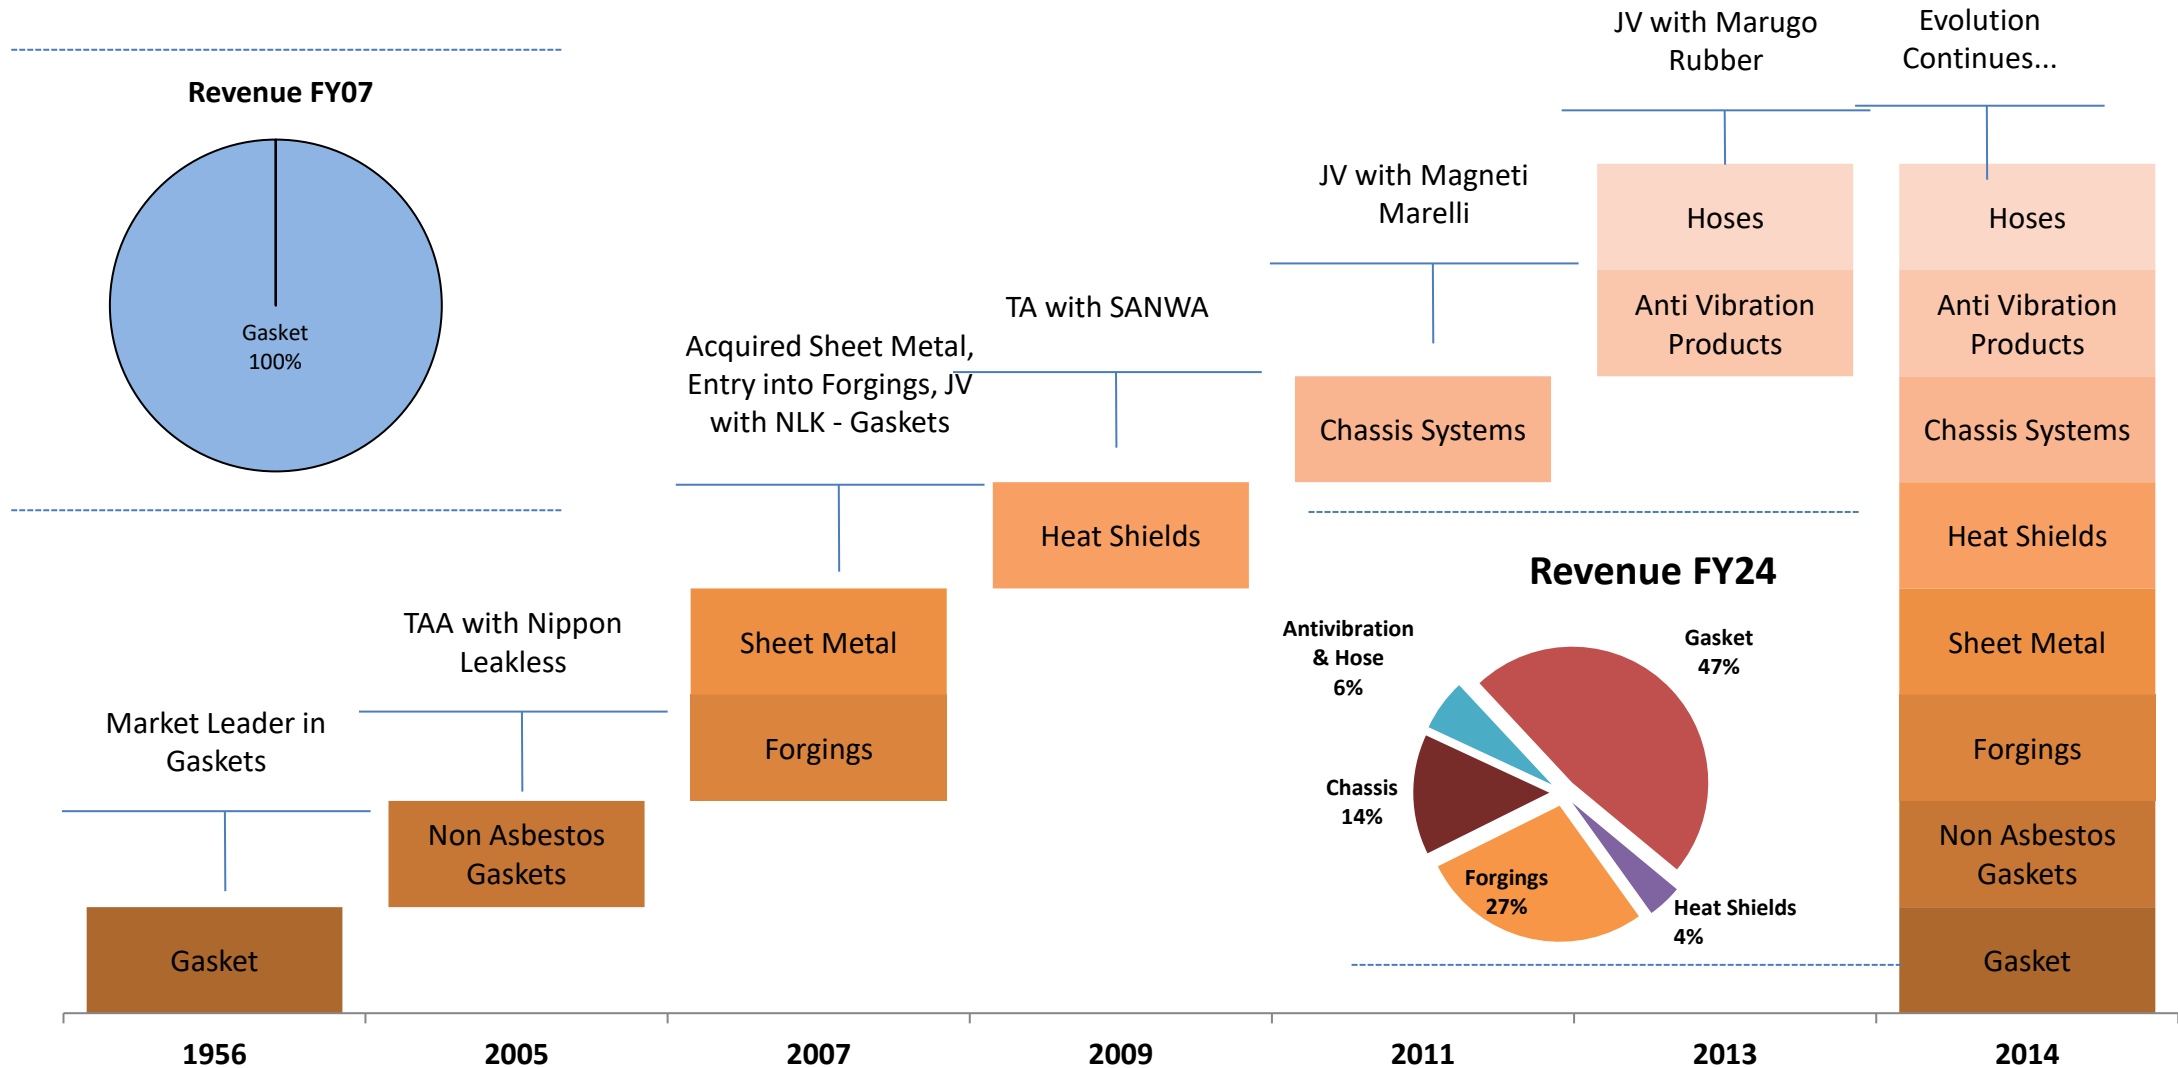 Revenue FY07
Gasket
100%
Market Leader in
Gaskets
Gasket
TAA with Nippon
Leakless
Non Asbestos
Gaskets
Acquired Sheet Metal,
Entry into Forgings, JV
with NLK - Gaskets
Sheet Metal
Forgings
TA with SANWA
Heat Shields
JV with Magneti
Marelli
Chassis Systems
JV with Marugo
Rubber
Hoses
Anti Vibration
Products
Evolution
Continues...
Hoses
Anti Vibration
Products
Chassis Systems
Heat Shields
Sheet Metal
Forgings
Non Asbestos
Gaskets
Gasket
Revenue FY24
Antivibration
& Hose
6%
Gasket
47%
Chassis
14%
Forgings
27%
Heat Shields
4%
1956
2005
2007
2009
2011
2013
2014